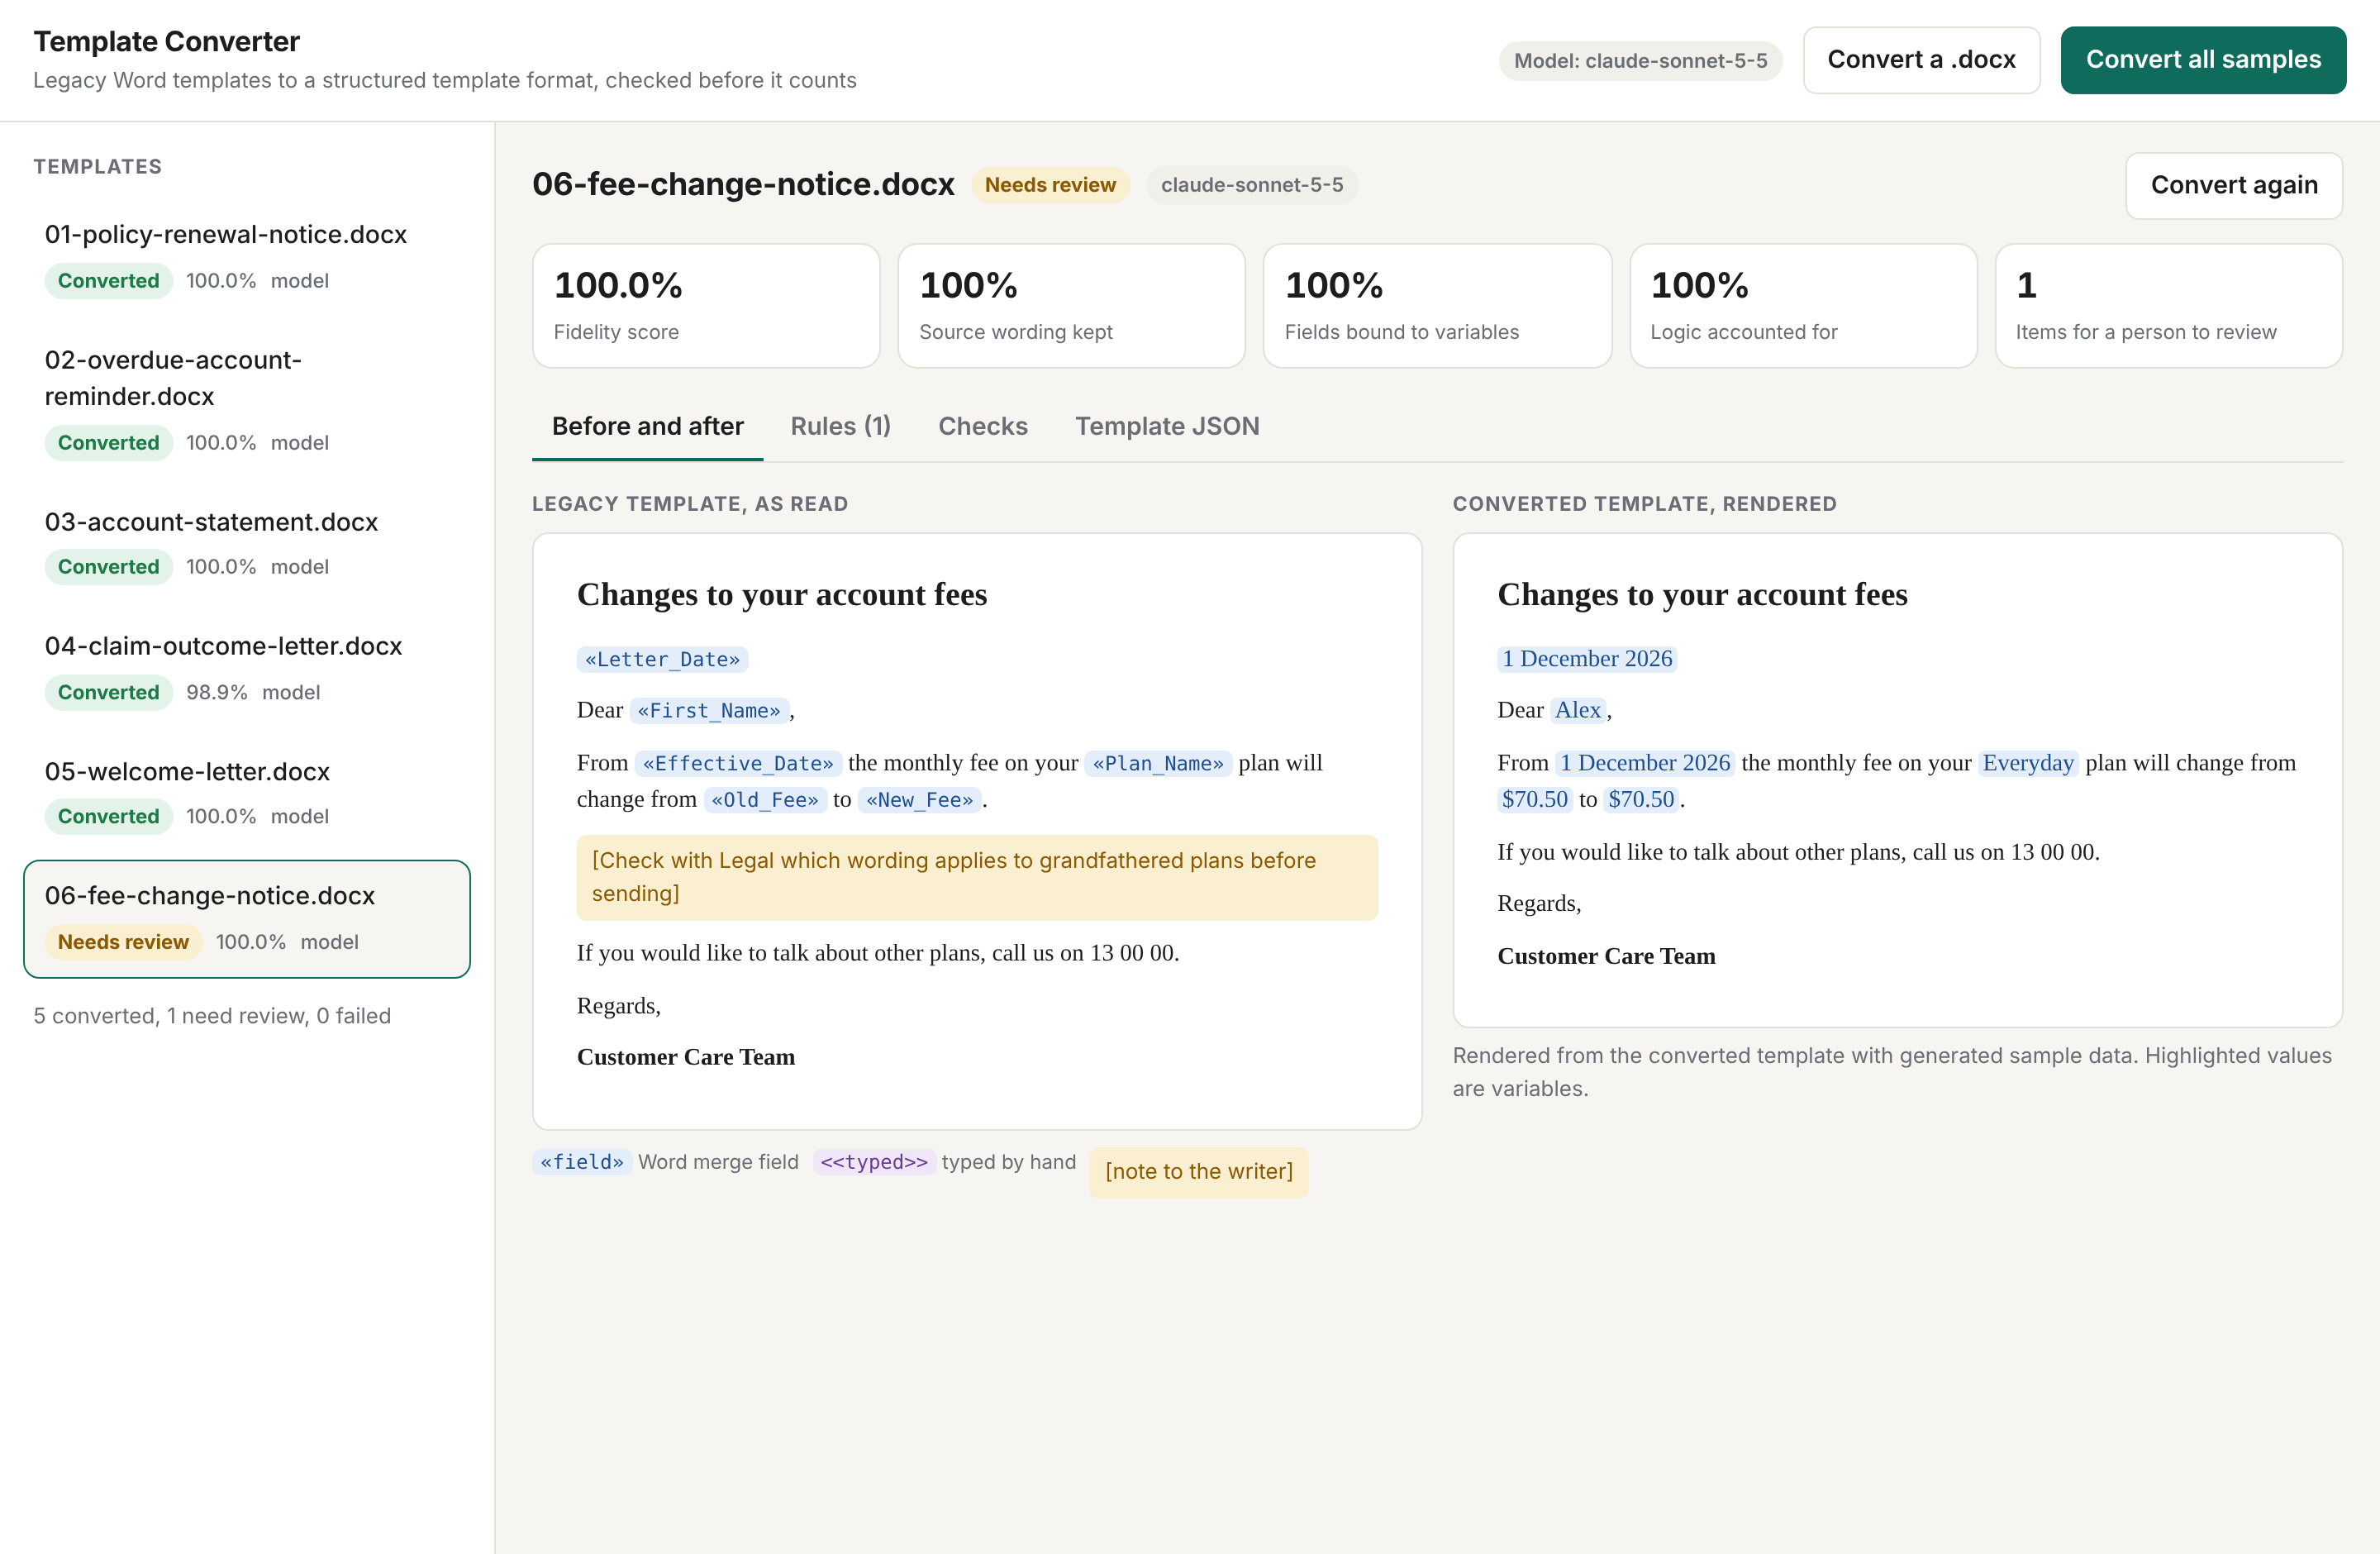 Template Converter
Legacy Word templates to a structured template format, checked before it counts
Model: claude-sonnet-5-5
Convert a .docx
Convert all samples
TEMPLATES
01-policy-renewal-notice.docx
Converted 100.0% model
02-overdue-account-
reminder.docx
Converted 100.0% model
03-account-statement.docx
Converted 100.0% model
04-claim-outcome-letter.docx
Converted 98.9% model
05-welcome-letter.docx
Converted 100.0% model
06-fee-change-notice.docx
Needs review 100.0% model
5 converted, 1 need review, 0 failed
06-fee-change-notice.docx Needs review claude-sonnet-5-5
Convert again
100.0%
Fidelity score
100%
Source wording kept
100%
Fields bound to variables
100%
Logic accounted for
1
Items for a person to review
Before and after Rules (1) Checks Template JSON
LEGACY TEMPLATE, AS READ
Changes to your account fees
«Letter_Date»
Dear «First_Name»,
From «Effective_Date» the monthly fee on your «Plan_Name» plan will
change from «Old_Fee» to «New_Fee».
[Check with Legal which wording applies to grandfathered plans before
sending]
If you would like to talk about other plans, call us on 13 00 00.
Regards,
Customer Care Team
«field» Word merge field <<typed>> typed by hand [note to the writer]
CONVERTED TEMPLATE, RENDERED
Changes to your account fees
1 December 2026
Dear Alex,
From 1 December 2026 the monthly fee on your Everyday plan will change from
$70.50 to $70.50.
If you would like to talk about other plans, call us on 13 00 00.
Regards,
Customer Care Team
Rendered from the converted template with generated sample data. Highlighted values
are variables.